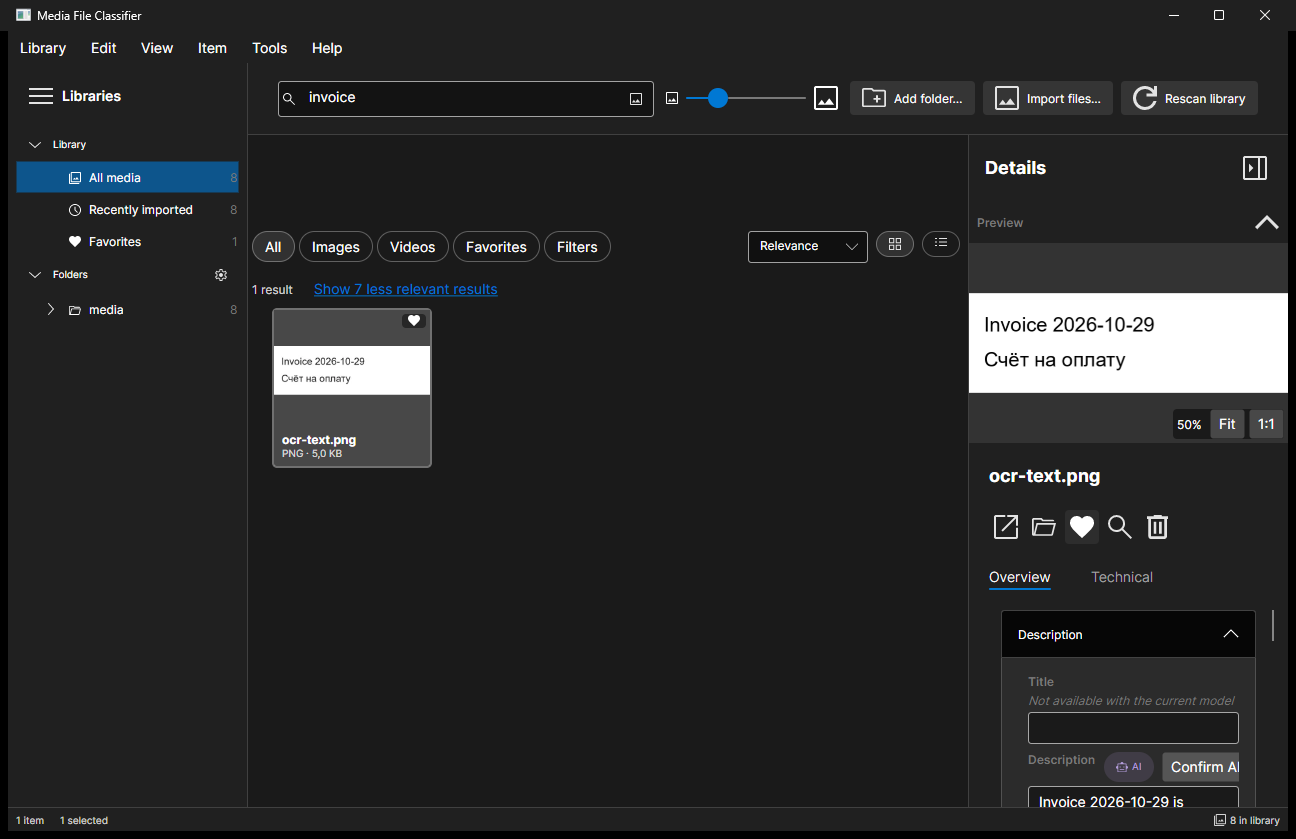 Media File Classifier
Library Edit View Item Tools Help
Libraries
invoice
Add folder...
Import files...
Rescan library
Library
All media 8
Recently imported 8
Favorites 1
Folders
media 8
All Images Videos Favorites Filters
Relevance
1 result Show 7 less relevant results
Invoice 2026-10-29
Счёт на оплату
ocr-text.png
PNG · 5,0 KB
Details
Preview
Invoice 2026-10-29
Счёт на оплату
50% Fit 1:1
ocr-text.png
Overview Technical
Description
Title
Not available with the current model
Description AI Confirm AI
Invoice 2026-10-29 is
1 item 1 selected
8 in library